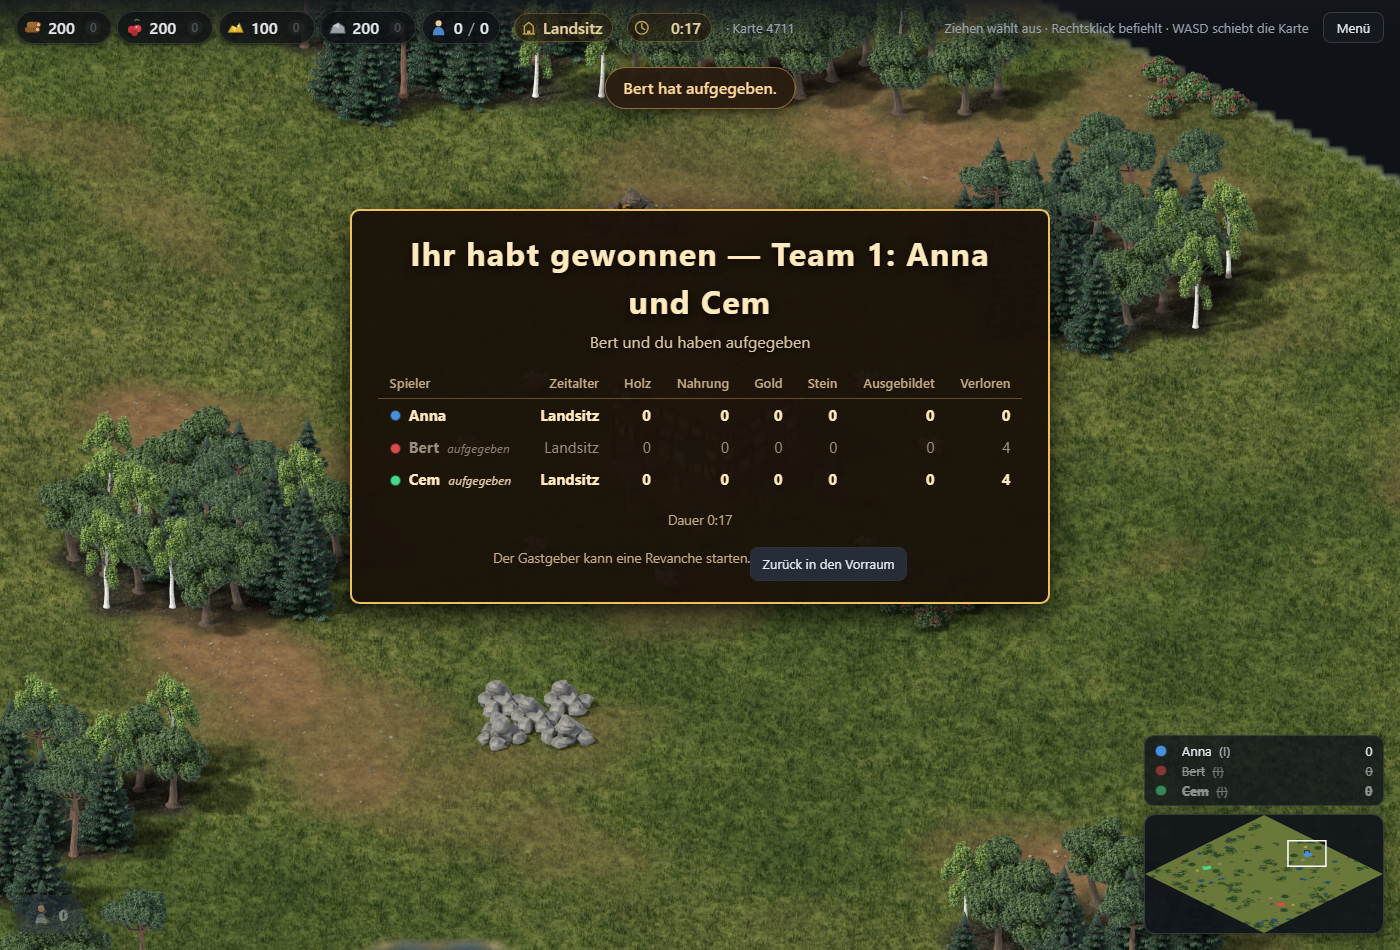 200 0 200 0 100 0 200 0 0 / 0 Landsitz 0:17 · Karte 4711 Ziehen wählt aus · Rechtsklick befiehlt · WASD schiebt die Karte Menü
Bert hat aufgegeben.
Ihr habt gewonnen — Team 1: Anna
und Cem
Bert und du haben aufgegeben
Spieler Zeitalter Holz Nahrung Gold Stein Ausgebildet Verloren
Anna Landsitz 0 0 0 0 0 0
Bert aufgegeben Landsitz 0 0 0 0 0 4
Cem aufgegeben Landsitz 0 0 0 0 0 4
Dauer 0:17
Der Gastgeber kann eine Revanche starten. Zurück in den Vorraum
Anna (I) 0
Bert (I) 0
Cem (I) 0
0